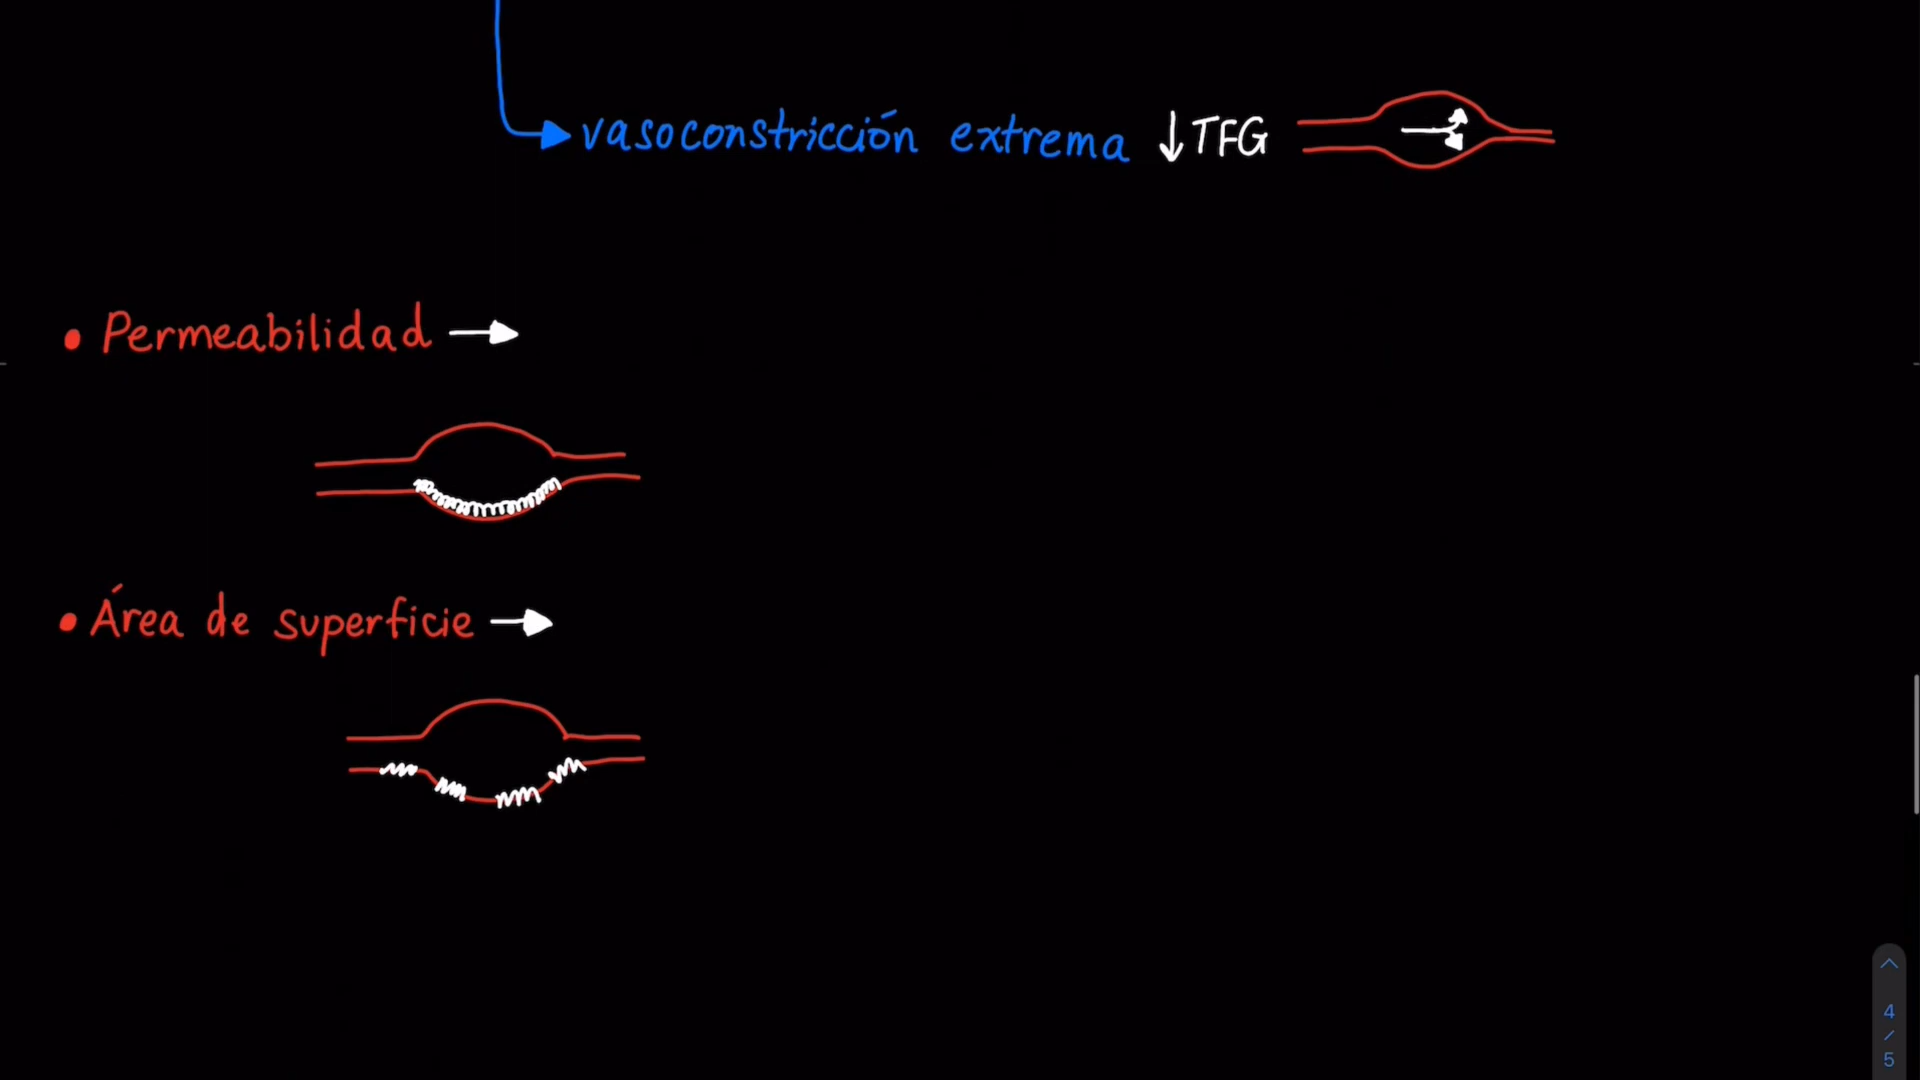 vasoconstricción extrema ↓TFG
• Permeabilidad →
• Área de superficie →
4
/
5